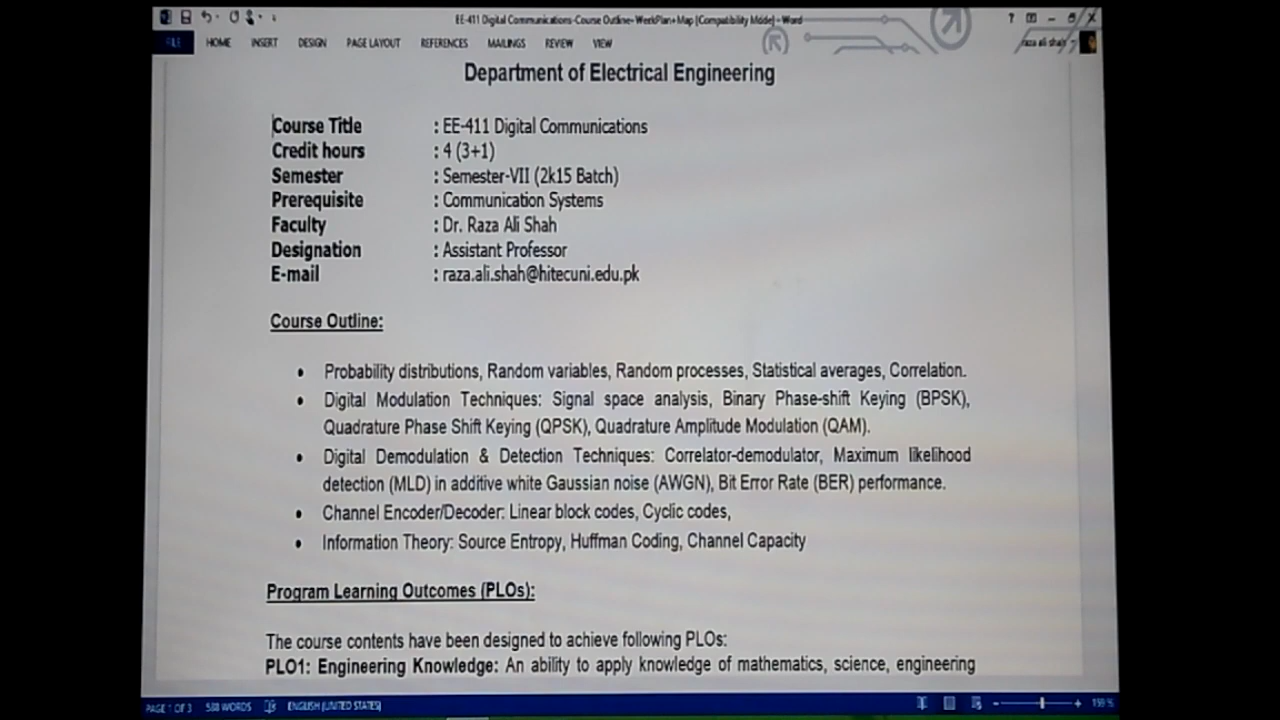 EE-411 Digital Communications-Course Outline-WorkPlan+Map [Compatibility Mode] - Word
FILE HOME INSERT DESIGN PAGE LAYOUT REFERENCES MAILINGS REVIEW VIEW raza ali shah
Department of Electrical Engineering
Course Title : EE-411 Digital Communications
Credit hours : 4 (3+1)
Semester : Semester-VII (2k15 Batch)
Prerequisite : Communication Systems
Faculty : Dr. Raza Ali Shah
Designation : Assistant Professor
E-mail : raza.ali.shah@hitecuni.edu.pk
Course Outline:
• Probability distributions, Random variables, Random processes, Statistical averages, Correlation.
• Digital Modulation Techniques: Signal space analysis, Binary Phase-shift Keying (BPSK),
Quadrature Phase Shift Keying (QPSK), Quadrature Amplitude Modulation (QAM).
• Digital Demodulation & Detection Techniques: Correlator-demodulator, Maximum likelihood
detection (MLD) in additive white Gaussian noise (AWGN), Bit Error Rate (BER) performance.
• Channel Encoder/Decoder: Linear block codes, Cyclic codes,
• Information Theory: Source Entropy, Huffman Coding, Channel Capacity
Program Learning Outcomes (PLOs):
The course contents have been designed to achieve following PLOs:
PLO1: Engineering Knowledge: An ability to apply knowledge of mathematics, science, engineering
PAGE 1 OF 3 588 WORDS ENGLISH (UNITED STATES)